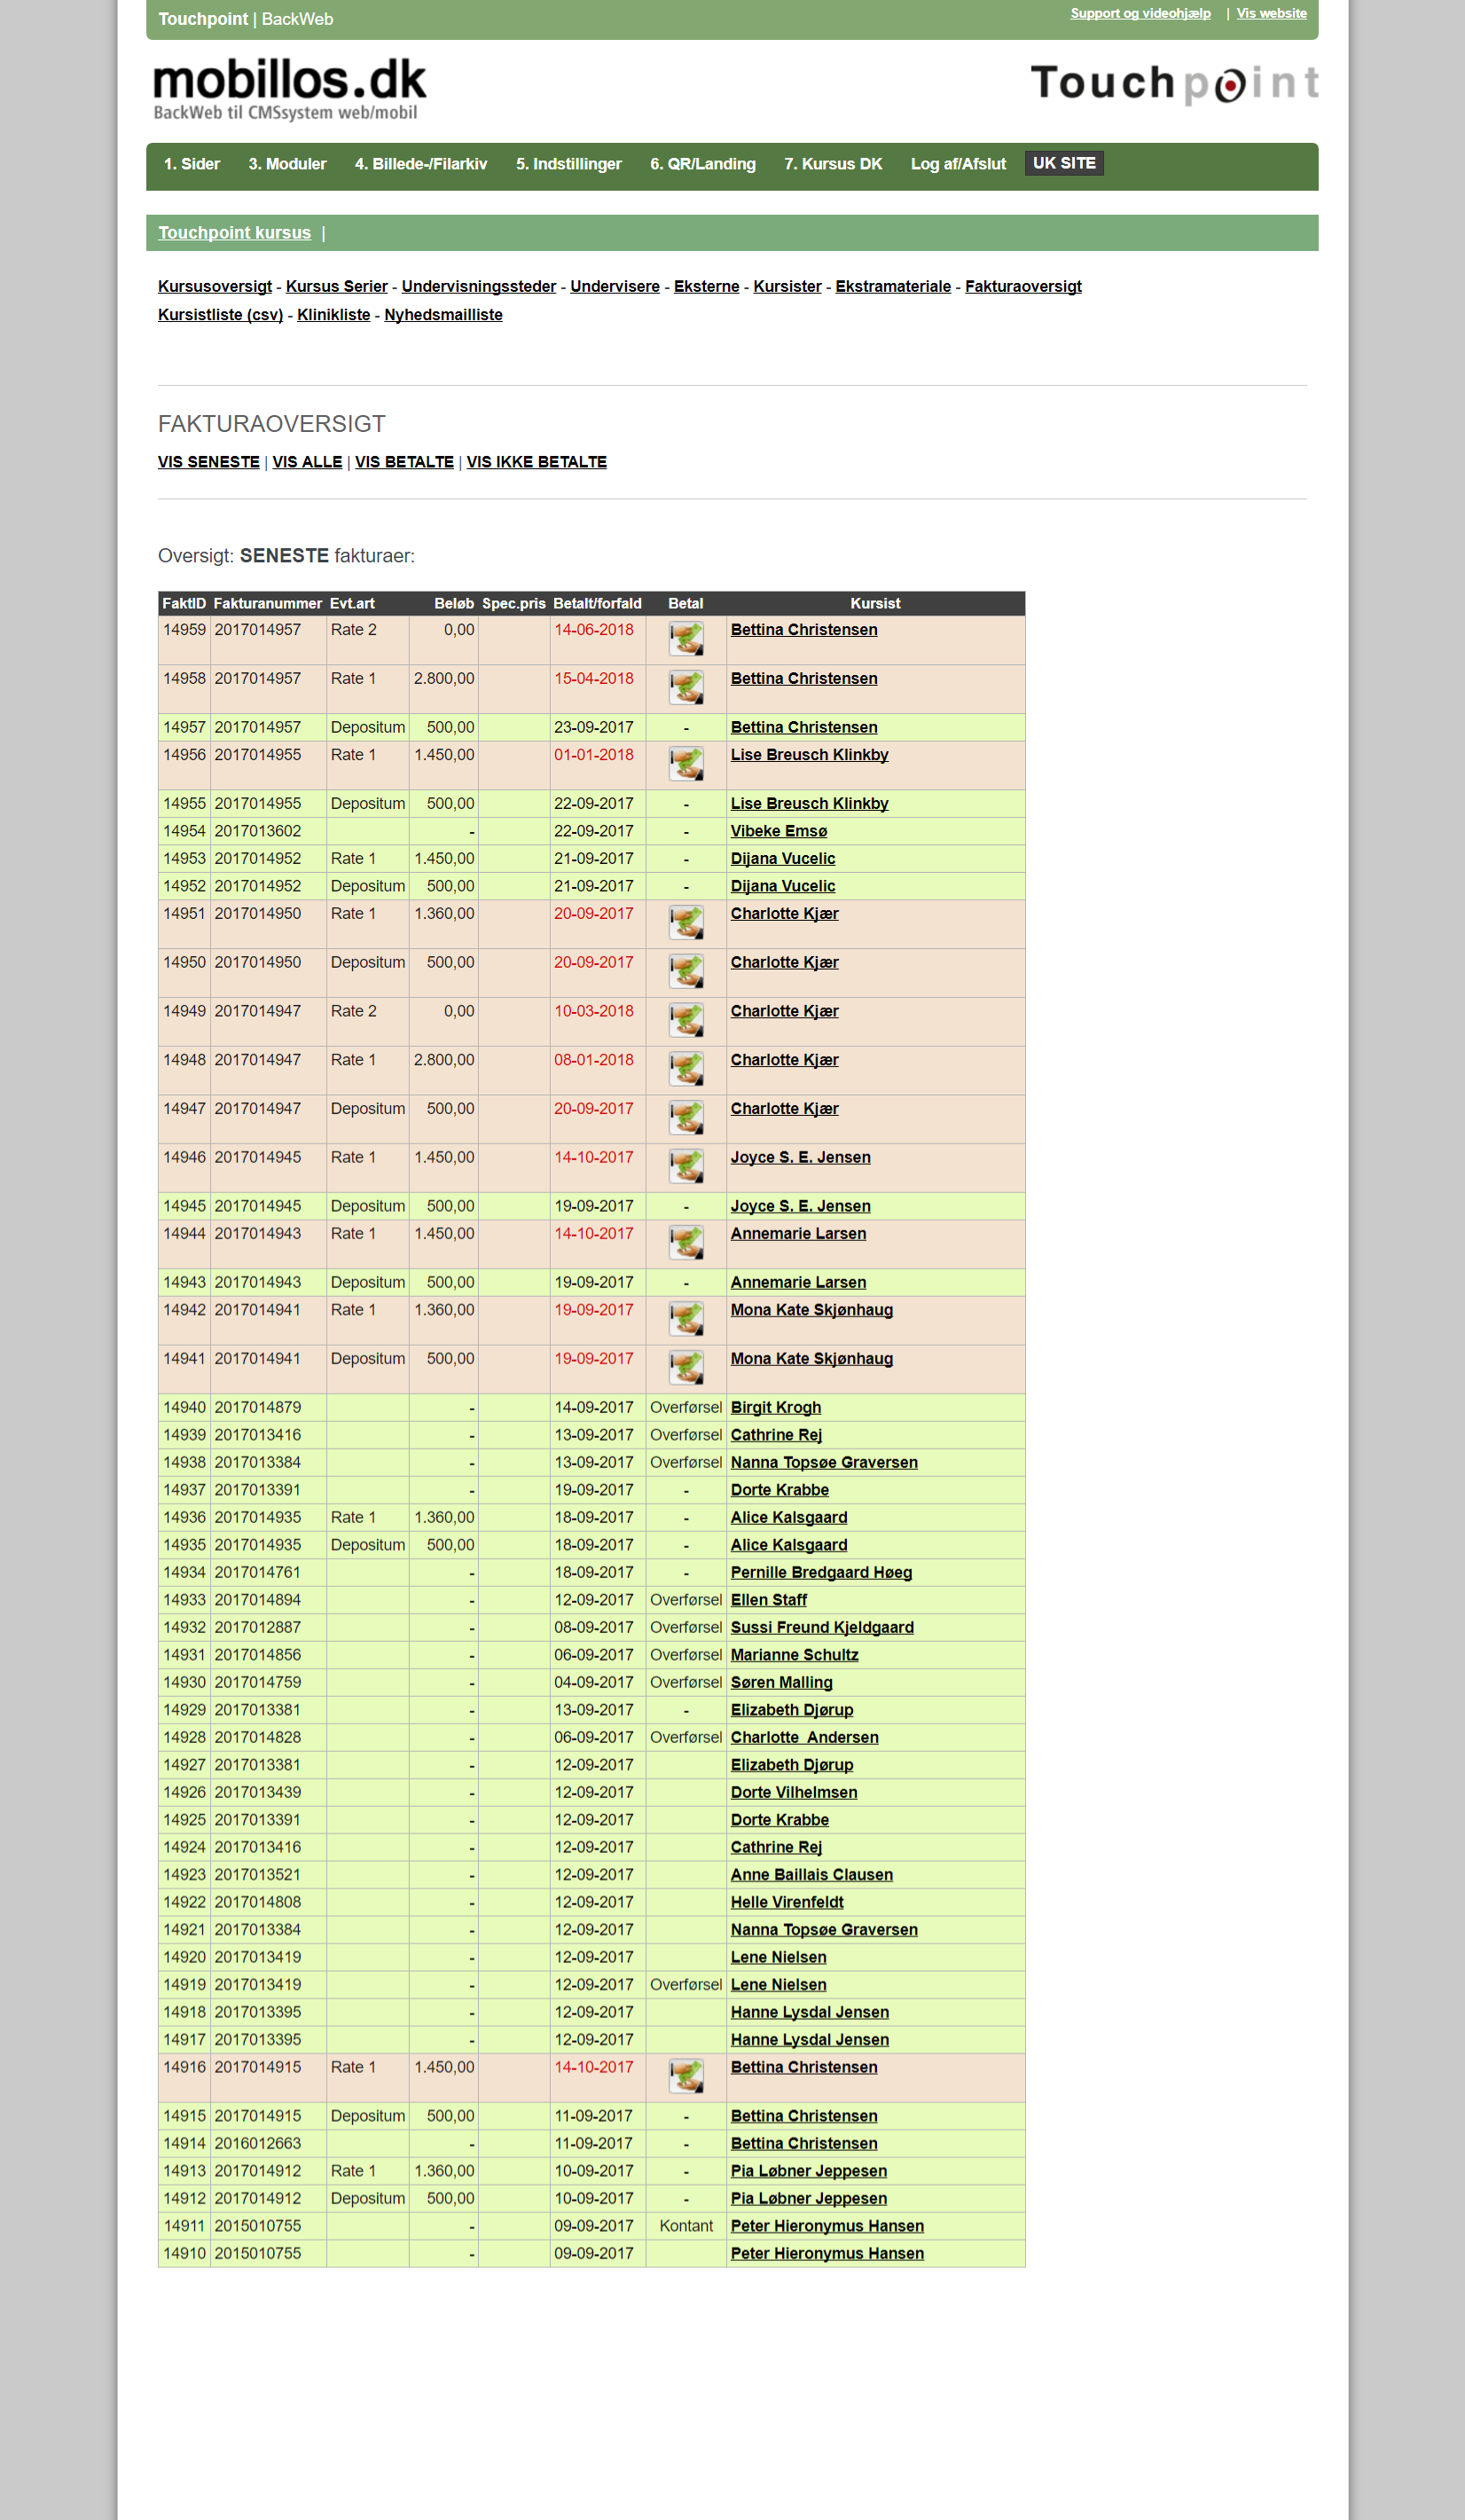 Touchpoint | BackWeb
Support og videohjælp | Vis website
mobillos.dk
BackWeb til CMSsystem web/mobil
Touchpoint
1. Sider 3. Moduler 4. Billede-/Filarkiv 5. Indstillinger 6. QR/Landing 7. Kursus DK Log af/Afslut UK SITE
Touchpoint kursus |
Kursusoversigt - Kursus Serier - Undervisningssteder - Undervisere - Eksterne - Kursister - Ekstramateriale - Fakturaoversigt
Kursistliste (csv) - Klinikliste - Nyhedsmailliste
FAKTURAOVERSIGT
VIS SENESTE | VIS ALLE | VIS BETALTE | VIS IKKE BETALTE
Oversigt: SENESTE fakturaer:
FaktID Fakturanummer Evt.art Beløb Spec.pris Betalt/forfald Betal Kursist
14959 2017014957 Rate 2 0,00 14-06-2018 Bettina Christensen
14958 2017014957 Rate 1 2.800,00 15-04-2018 Bettina Christensen
14957 2017014957 Depositum 500,00 23-09-2017 - Bettina Christensen
14956 2017014955 Rate 1 1.450,00 01-01-2018 Lise Breusch Klinkby
14955 2017014955 Depositum 500,00 22-09-2017 - Lise Breusch Klinkby
14954 2017013602 - 22-09-2017 - Vibeke Emsø
14953 2017014952 Rate 1 1.450,00 21-09-2017 - Dijana Vucelic
14952 2017014952 Depositum 500,00 21-09-2017 - Dijana Vucelic
14951 2017014950 Rate 1 1.360,00 20-09-2017 Charlotte Kjær
14950 2017014950 Depositum 500,00 20-09-2017 Charlotte Kjær
14949 2017014947 Rate 2 0,00 10-03-2018 Charlotte Kjær
14948 2017014947 Rate 1 2.800,00 08-01-2018 Charlotte Kjær
14947 2017014947 Depositum 500,00 20-09-2017 Charlotte Kjær
14946 2017014945 Rate 1 1.450,00 14-10-2017 Joyce S. E. Jensen
14945 2017014945 Depositum 500,00 19-09-2017 - Joyce S. E. Jensen
14944 2017014943 Rate 1 1.450,00 14-10-2017 Annemarie Larsen
14943 2017014943 Depositum 500,00 19-09-2017 - Annemarie Larsen
14942 2017014941 Rate 1 1.360,00 19-09-2017 Mona Kate Skjønhaug
14941 2017014941 Depositum 500,00 19-09-2017 Mona Kate Skjønhaug
14940 2017014879 - 14-09-2017 Overførsel Birgit Krogh
14939 2017013416 - 13-09-2017 Overførsel Cathrine Rej
14938 2017013384 - 13-09-2017 Overførsel Nanna Topsøe Graversen
14937 2017013391 - 19-09-2017 - Dorte Krabbe
14936 2017014935 Rate 1 1.360,00 18-09-2017 - Alice Kalsgaard
14935 2017014935 Depositum 500,00 18-09-2017 - Alice Kalsgaard
14934 2017014761 - 18-09-2017 - Pernille Bredgaard Høeg
14933 2017014894 - 12-09-2017 Overførsel Ellen Staff
14932 2017012887 - 08-09-2017 Overførsel Sussi Freund Kjeldgaard
14931 2017014856 - 06-09-2017 Overførsel Marianne Schultz
14930 2017014759 - 04-09-2017 Overførsel Søren Malling
14929 2017013381 - 13-09-2017 - Elizabeth Djørup
14928 2017014828 - 06-09-2017 Overførsel Charlotte Andersen
14927 2017013381 - 12-09-2017 Elizabeth Djørup
14926 2017013439 - 12-09-2017 Dorte Vilhelmsen
14925 2017013391 - 12-09-2017 Dorte Krabbe
14924 2017013416 - 12-09-2017 Cathrine Rej
14923 2017013521 - 12-09-2017 Anne Baillais Clausen
14922 2017014808 - 12-09-2017 Helle Virenfeldt
14921 2017013384 - 12-09-2017 Nanna Topsøe Graversen
14920 2017013419 - 12-09-2017 Lene Nielsen
14919 2017013419 - 12-09-2017 Overførsel Lene Nielsen
14918 2017013395 - 12-09-2017 Hanne Lysdal Jensen
14917 2017013395 - 12-09-2017 Hanne Lysdal Jensen
14916 2017014915 Rate 1 1.450,00 14-10-2017 Bettina Christensen
14915 2017014915 Depositum 500,00 11-09-2017 - Bettina Christensen
14914 2016012663 - 11-09-2017 - Bettina Christensen
14913 2017014912 Rate 1 1.360,00 10-09-2017 - Pia Løbner Jeppesen
14912 2017014912 Depositum 500,00 10-09-2017 - Pia Løbner Jeppesen
14911 2015010755 - 09-09-2017 Kontant Peter Hieronymus Hansen
14910 2015010755 - 09-09-2017 Peter Hieronymus Hansen